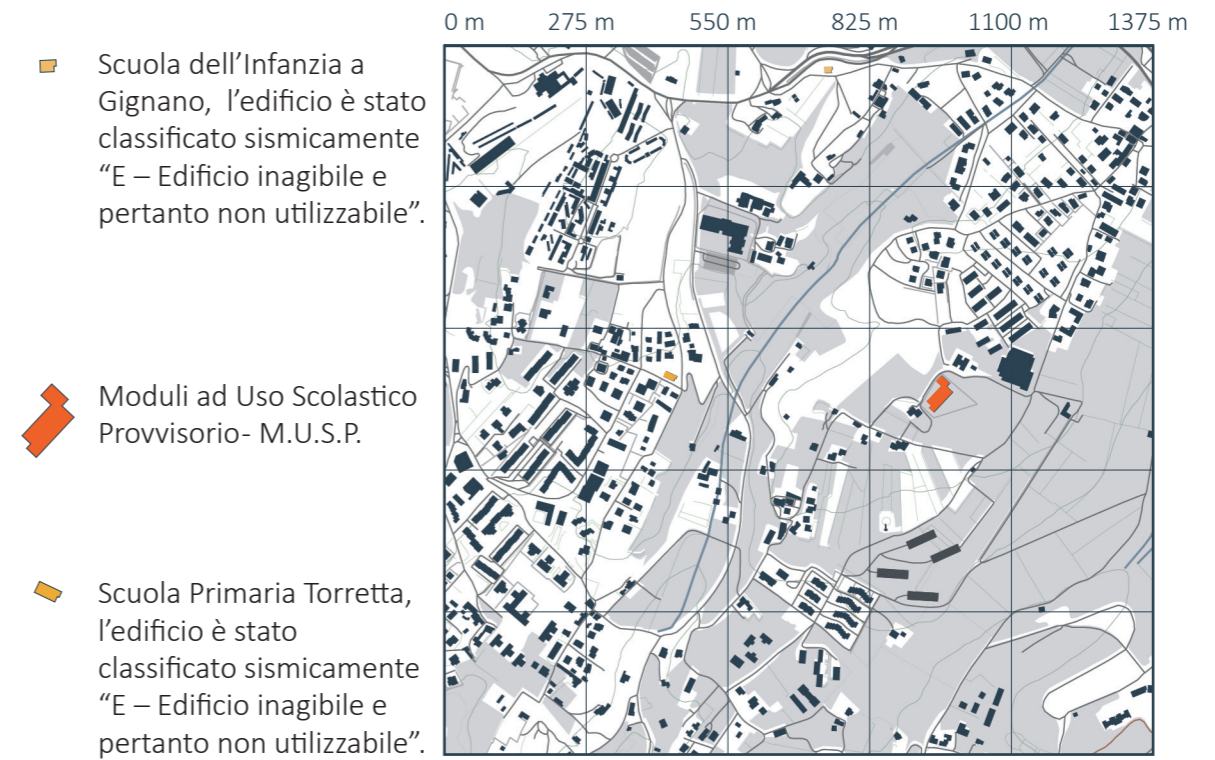 0 m 275 m 550 m 825 m 1100 m 1375 m
Scuola dell’Infanzia a
Gignano, l’edificio è stato
classificato sismicamente
“E – Edificio inagibile e
pertanto non utilizzabile”.
Moduli ad Uso Scolastico
Provvisorio- M.U.S.P.
Scuola Primaria Torretta,
l’edificio è stato
classificato sismicamente
“E – Edificio inagibile e
pertanto non utilizzabile”.